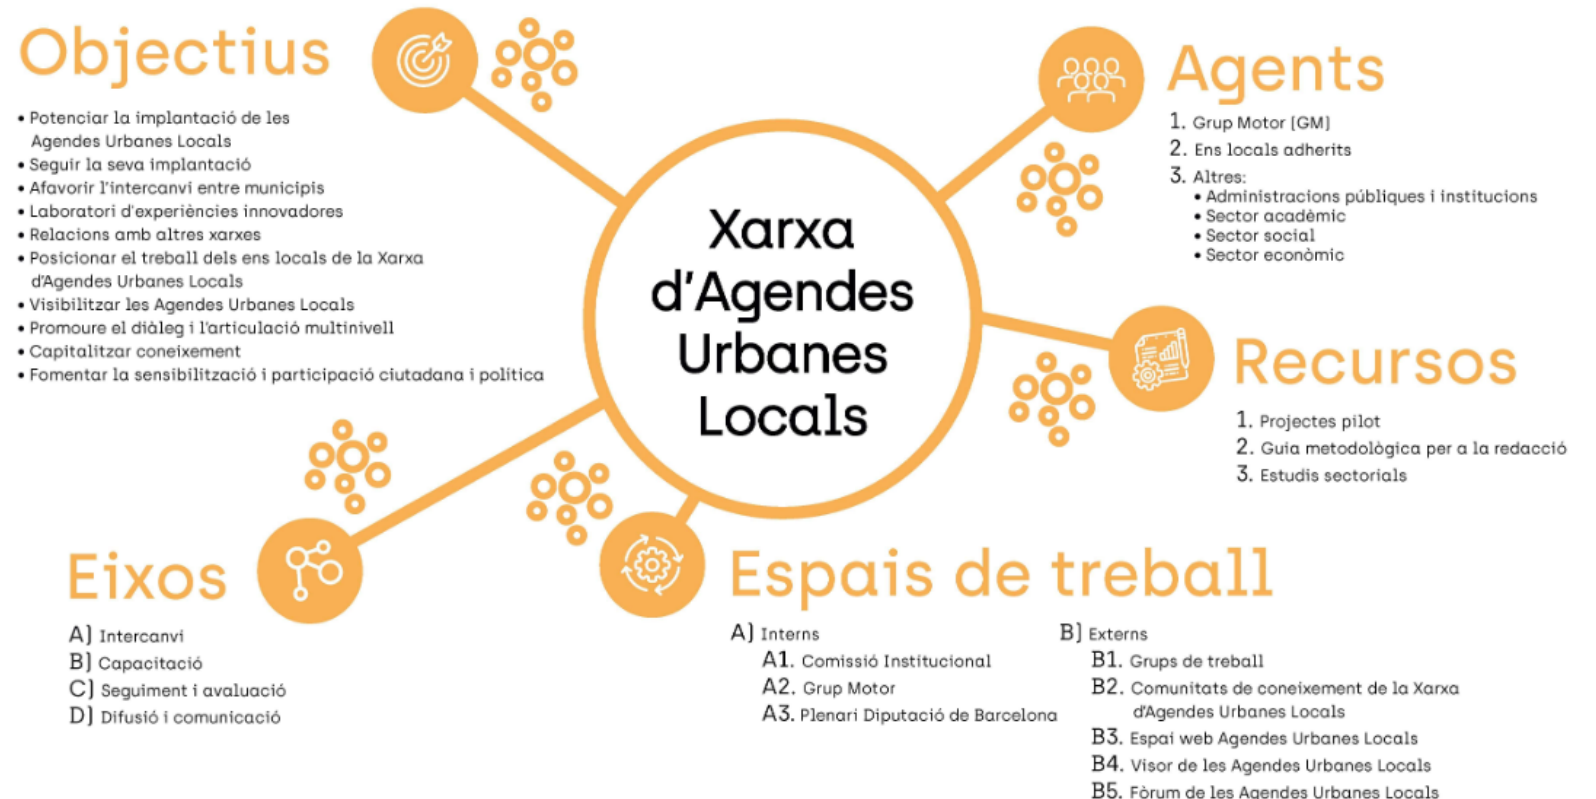 Objectius
• Potenciar la implantació de les
Agendes Urbanes Locals
• Seguir la seva implantació
• Afavorir l'intercanvi entre municipis
• Laboratori d'experiències innovadores
• Relacions amb altres xarxes
• Posicionar el treball dels ens locals de la Xarxa
d'Agendes Urbanes Locals
• Visibilitzar les Agendes Urbanes Locals
• Promoure el diàleg i l'articulació multinivell
• Capitalitzar coneixement
• Fomentar la sensibilització i participació ciutadana i política
Xarxa
d'Agendes
Urbanes
Locals
Agents
1. Grup Motor (GM)
2. Ens locals adherits
3. Altres:
• Administracions públiques i institucions
• Sector acadèmic
• Sector social
• Sector econòmic
Recursos
1. Projectes pilot
2. Guia metodològica per a la redacció
3. Estudis sectorials
Eixos
A) Intercanvi
B) Capacitació
C) Seguiment i avaluació
D) Difusió i comunicació
Espais de treball
A) Interns
A1. Comissió Institucional
A2. Grup Motor
A3. Plenari Diputació de Barcelona
B) Externs
B1. Grups de treball
B2. Comunitats de coneixement de la Xarxa
d'Agendes Urbanes Locals
B3. Espai web Agendes Urbanes Locals
B4. Visor de les Agendes Urbanes Locals
B5. Fòrum de les Agendes Urbanes Locals